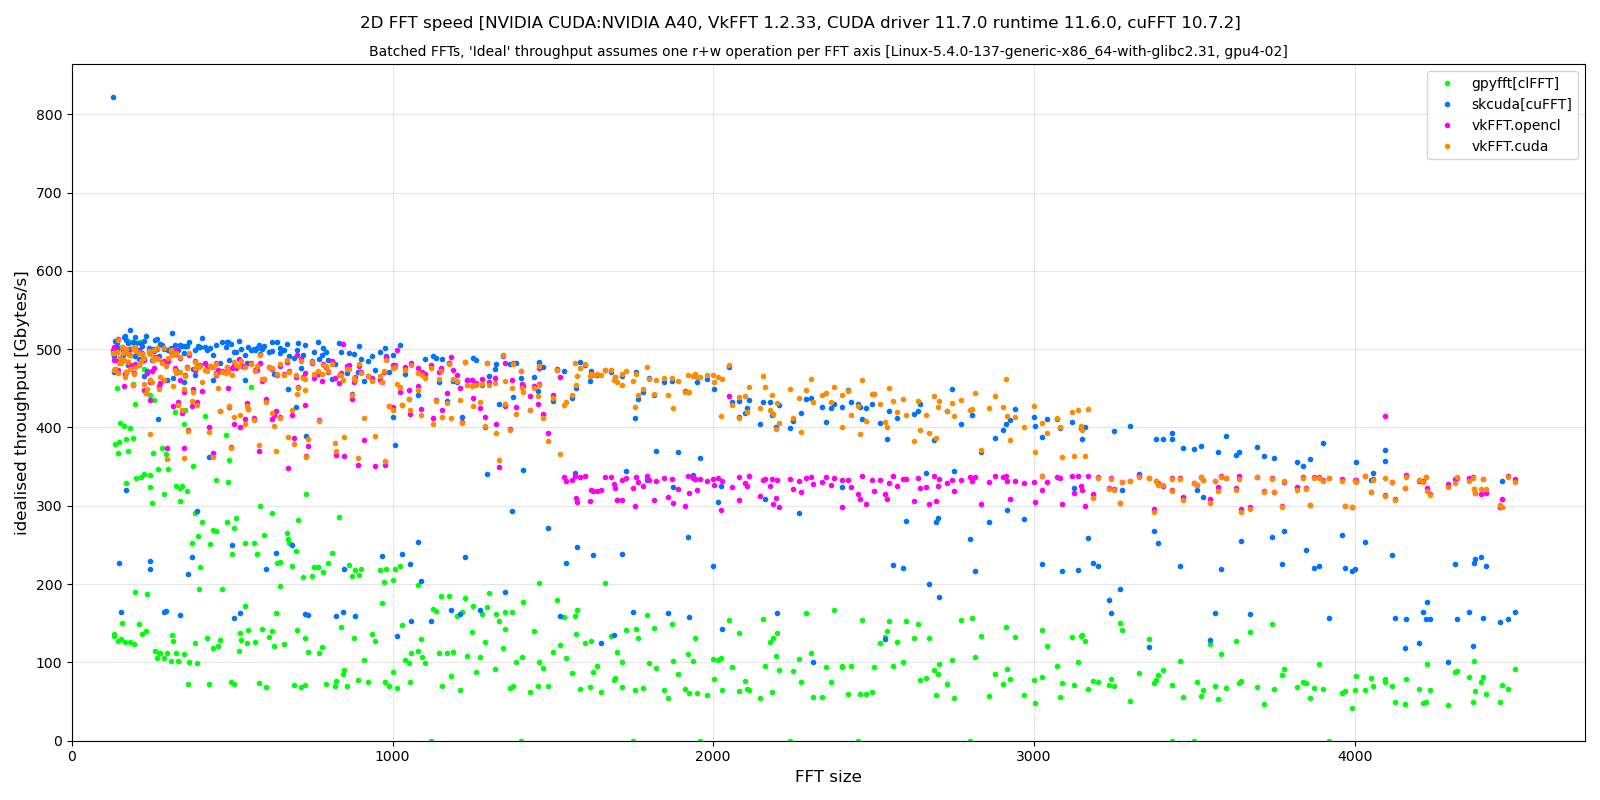 2D FFT speed [NVIDIA CUDA:NVIDIA A40, VkFFT 1.2.33, CUDA driver 11.7.0 runtime 11.6.0, cuFFT 10.7.2]
Batched FFTs, 'Ideal' throughput assumes one r+w operation per FFT axis [Linux-5.4.0-137-generic-x86_64-with-glibc2.31, gpu4-02]
gpyfft[clFFT]
skcuda[cuFFT]
vkFFT.opencl
vkFFT.cuda
idealised throughput [Gbytes/s]
800
700
600
500
400
300
200
100
0
0 1000 2000 3000 4000
FFT size